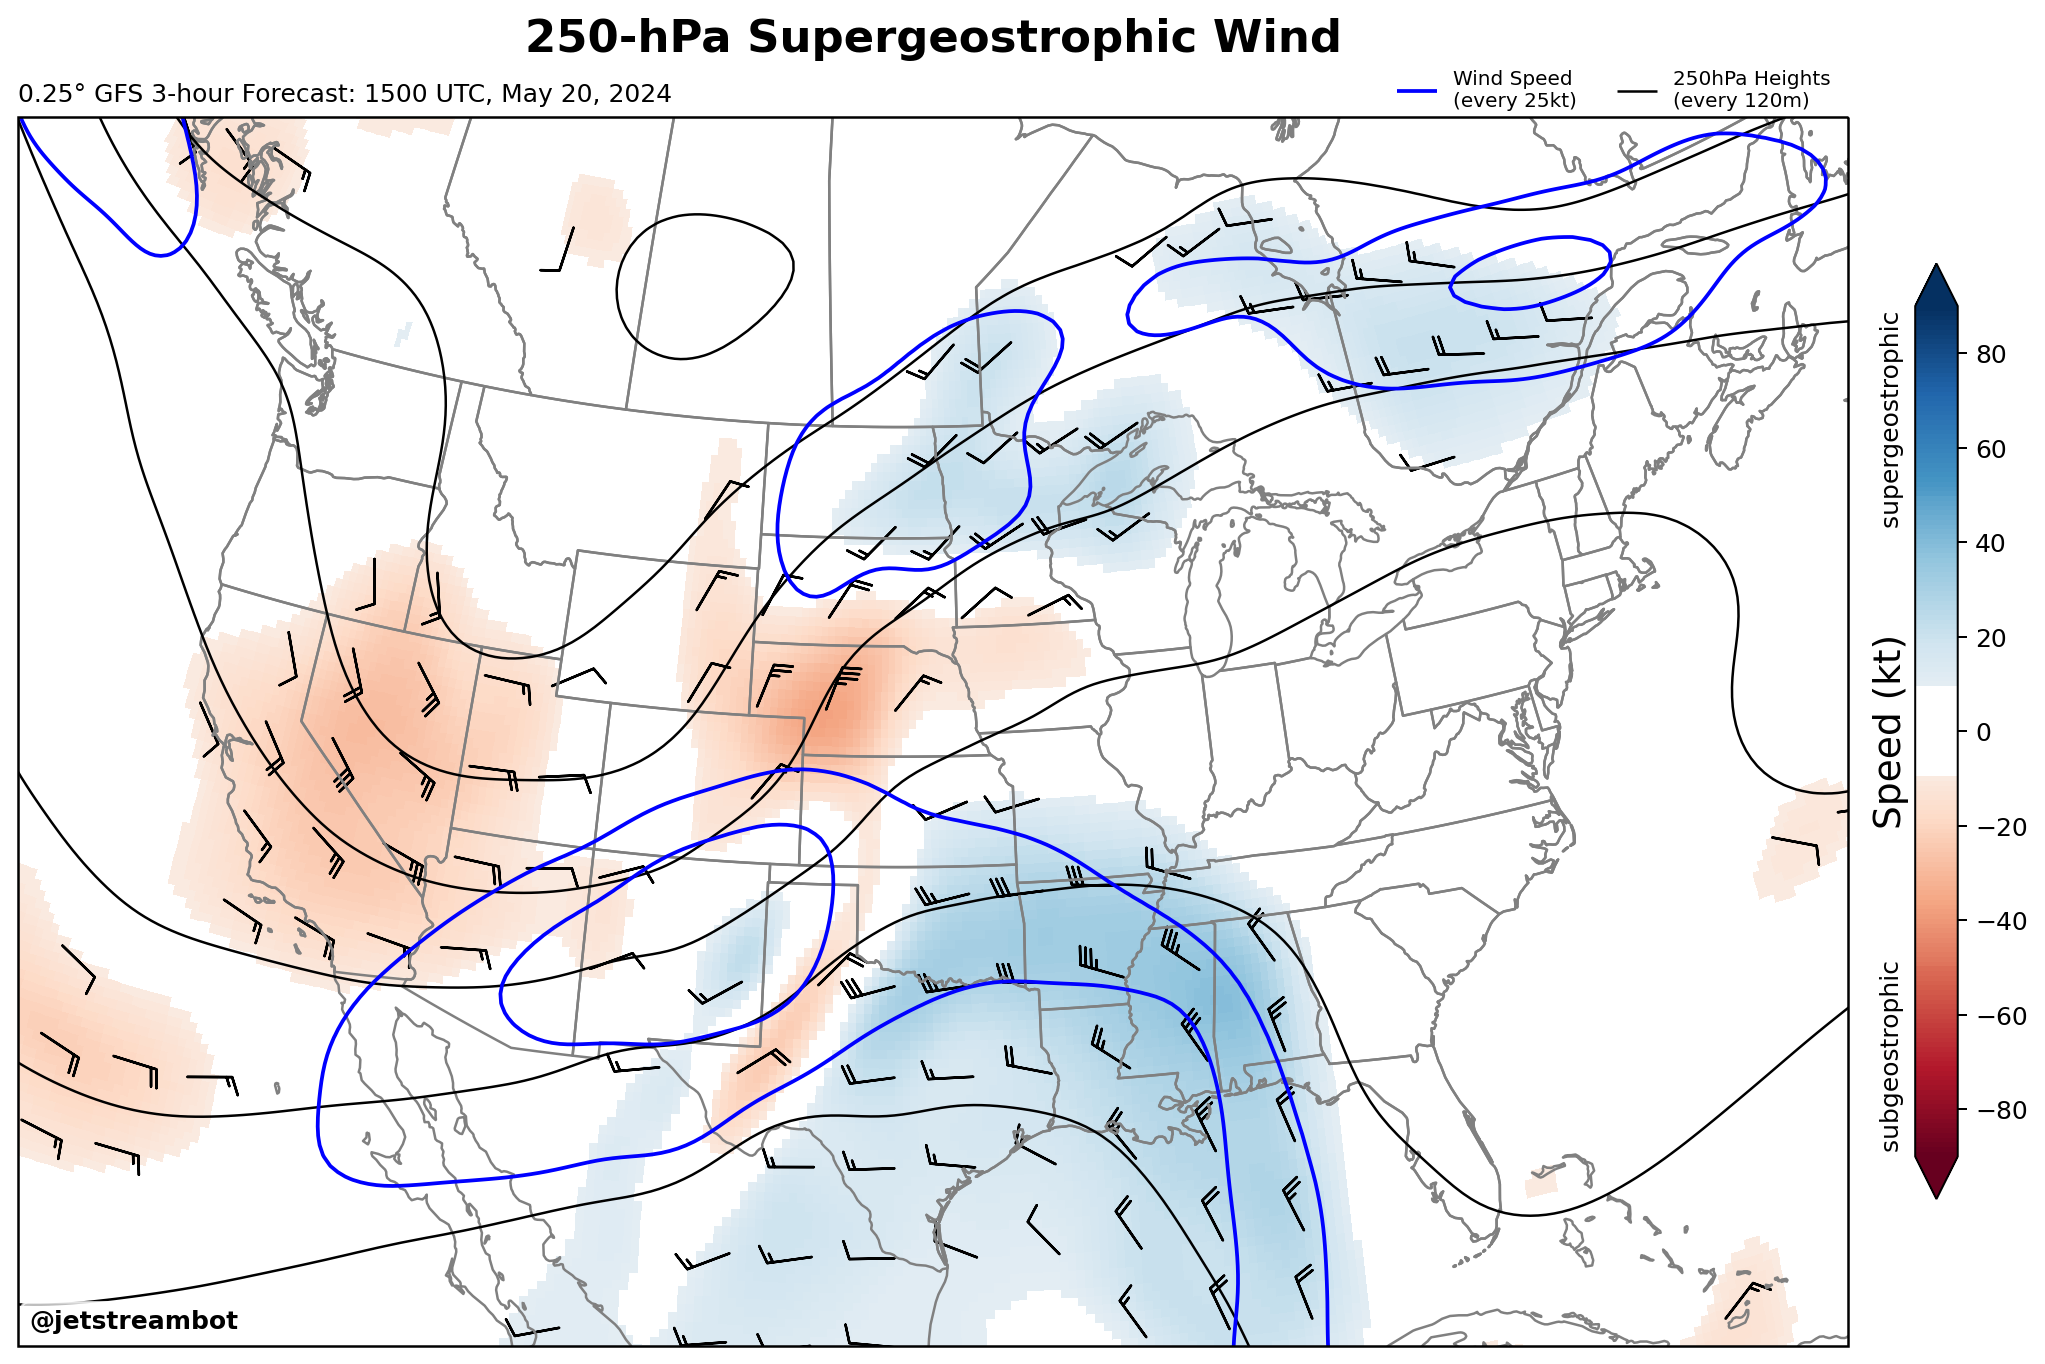 250-hPa Supergeostrophic Wind
0.25° GFS 3-hour Forecast: 1500 UTC, May 20, 2024
Wind Speed
(every 25kt)
250hPa Heights
(every 120m)
supergeostrophic
Speed (kt)
subgeostrophic
80
60
40
20
0
−20
−40
−60
−80
@jetstreambot